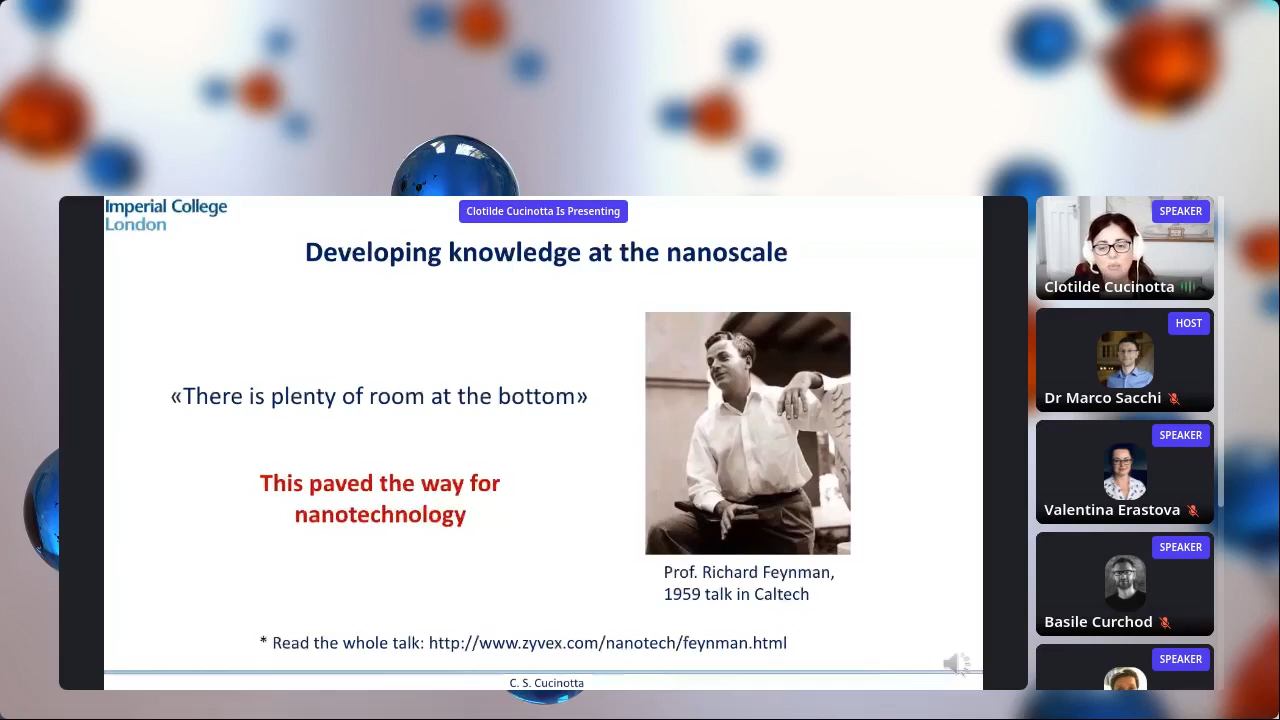 Imperial College
London
Clotilde Cucinotta Is Presenting
Developing knowledge at the nanoscale
«There is plenty of room at the bottom»
This paved the way for
nanotechnology
Prof. Richard Feynman,
1959 talk in Caltech
* Read the whole talk: http://www.zyvex.com/nanotech/feynman.html
C. S. Cucinotta
SPEAKER
Clotilde Cucinotta
HOST
Dr Marco Sacchi
SPEAKER
Valentina Erastova
SPEAKER
Basile Curchod
SPEAKER